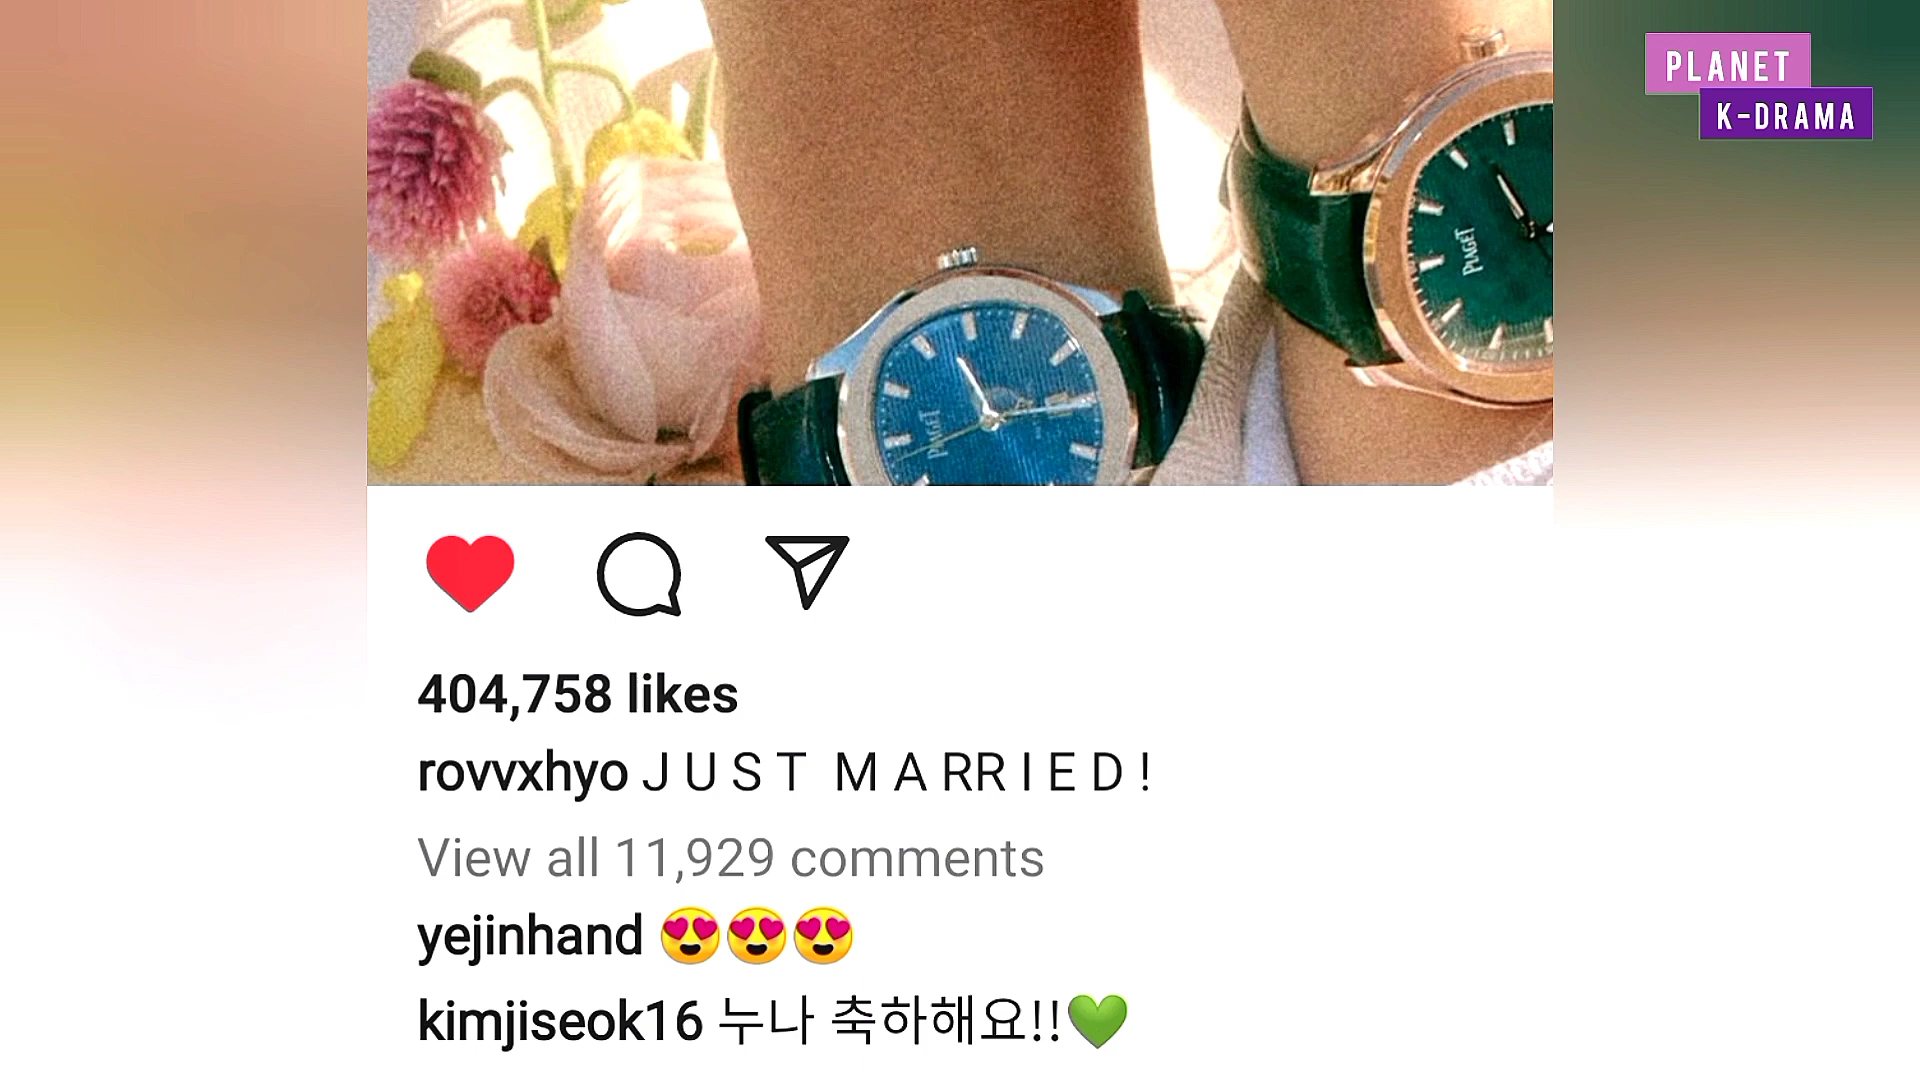 PLANET
K-DRAMA
PIAGET
PIAGET
404,758 likes
rovvxhyo J U S T M A RR I E D !
View all 11,929 comments
yejinhand 😍😍😍
kimjiseok16 누나 축하해요!!💚